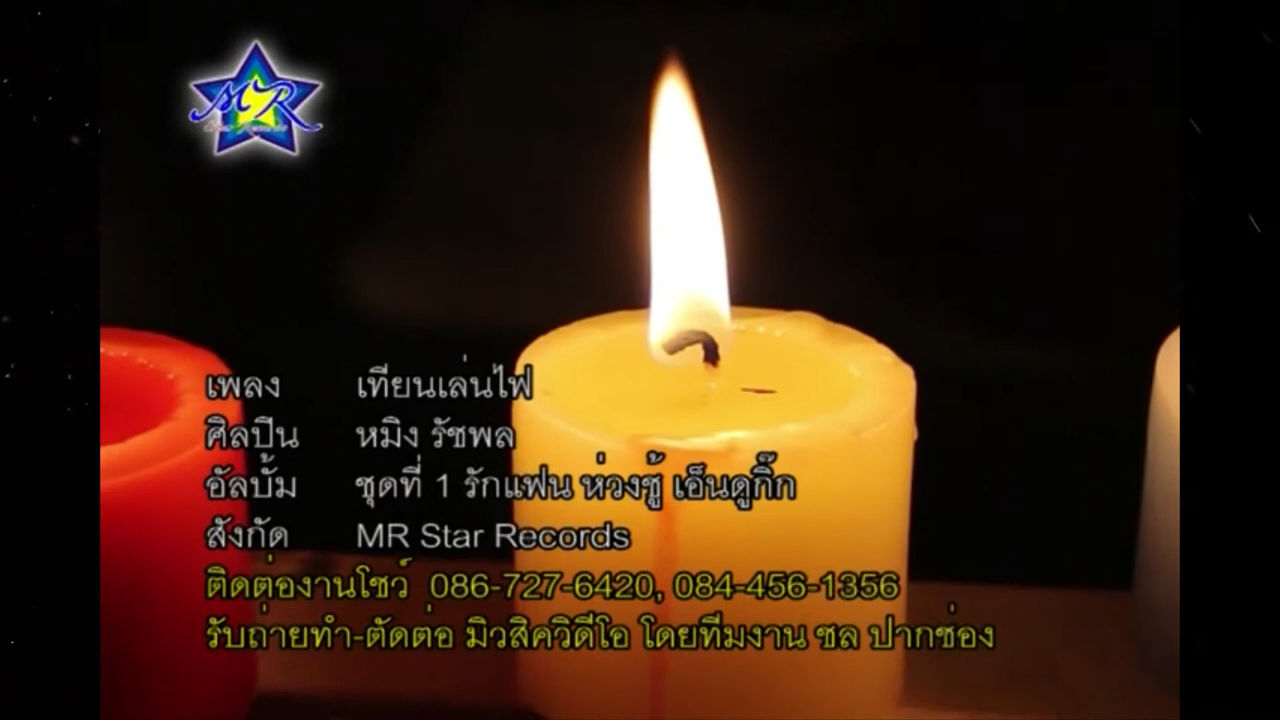 MR
เพลง เทียนเล่นไฟ
ศิลปิน หมิง รัชพล
อัลบั้ม ชุดที่ 1 รักแฟน ห่วงชู้ เอ็นดูกิ๊ก
สังกัด MR Star Records
ติดต่องานโชว์ 086-727-6420, 084-456-1356
รับถ่ายทำ-ตัดต่อ มิวสิควิดีโอ โดยทีมงาน ชล ปากช่อง